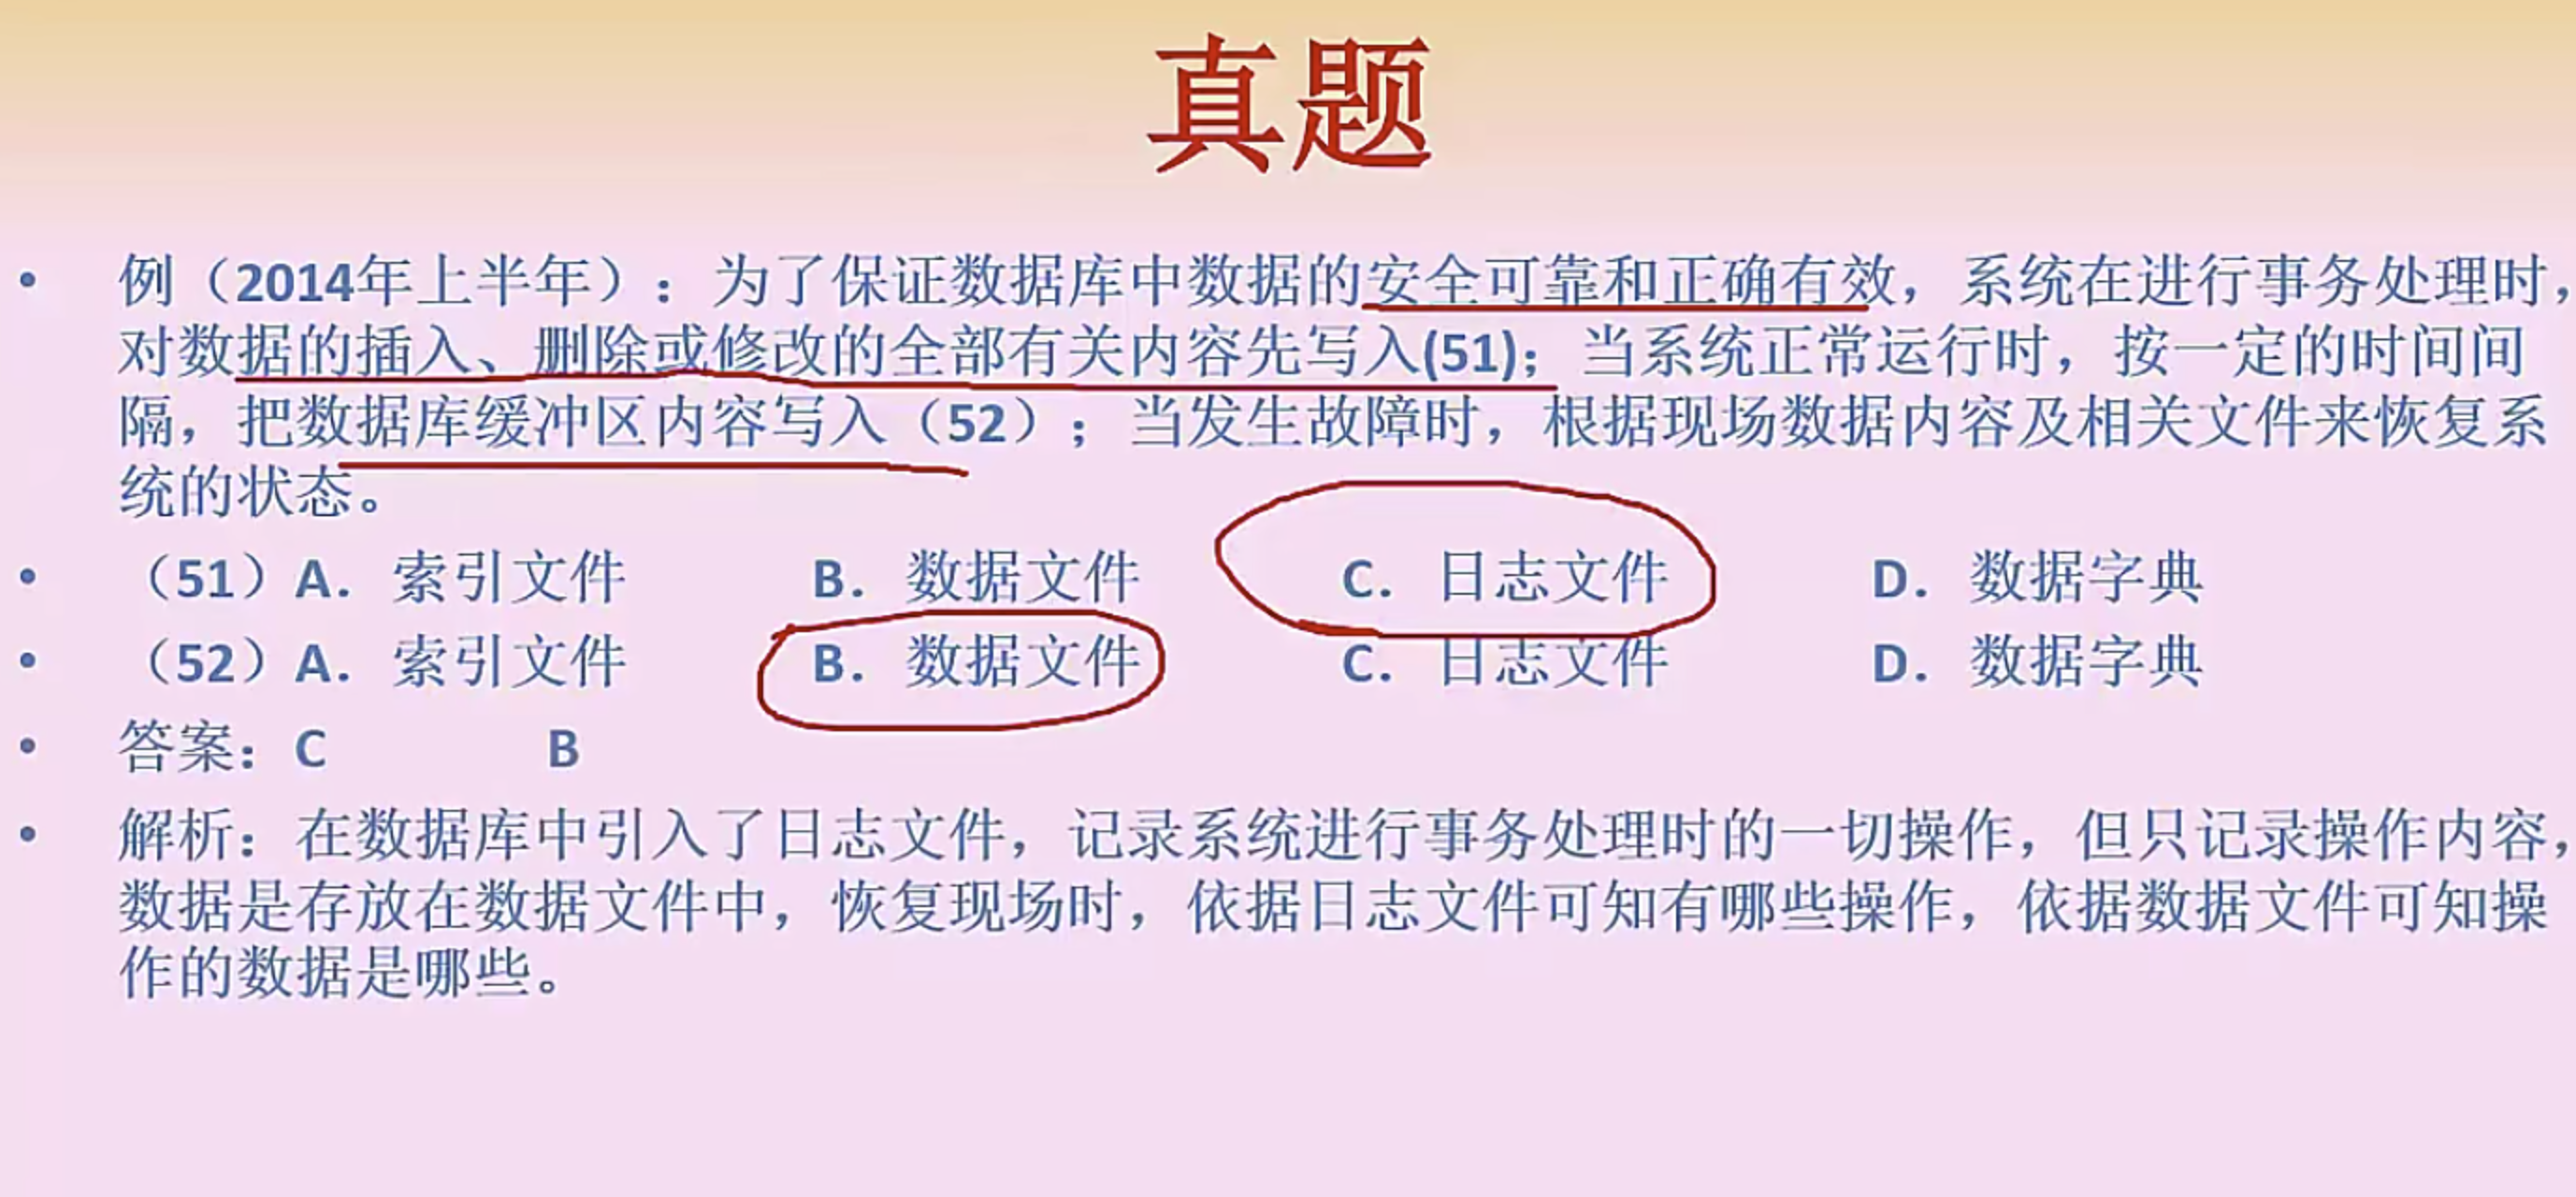 真题
• 例（2014年上半年）：为了保证数据库中数据的安全可靠和正确有效，系统在进行事务处理时，
对数据的插入、删除或修改的全部有关内容先写入(51)；当系统正常运行时，按一定的时间间
隔，把数据库缓冲区内容写入（52）；当发生故障时，根据现场数据内容及相关文件来恢复系
统的状态。
• （51）A. 索引文件 B. 数据文件 C. 日志文件 D. 数据字典
• （52）A. 索引文件 B. 数据文件 C. 日志文件 D. 数据字典
• 答案：C B
• 解析：在数据库中引入了日志文件，记录系统进行事务处理时的一切操作，但只记录操作内容，
数据是存放在数据文件中，恢复现场时，依据日志文件可知有哪些操作，依据数据文件可知操
作的数据是哪些。